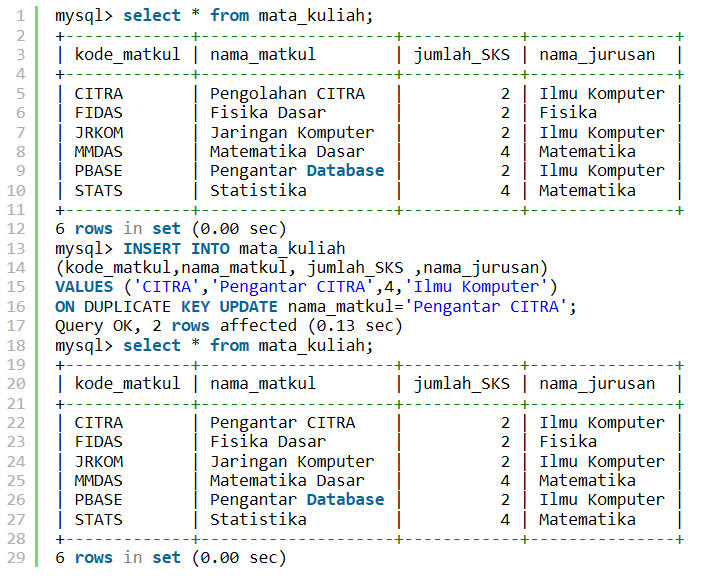 1 mysql> select * from mata_kuliah;
2 +-------------+--------------------+------------+---------------+
3 | kode_matkul | nama_matkul        | jumlah_SKS | nama_jurusan  |
4 +-------------+--------------------+------------+---------------+
5 | CITRA       | Pengolahan CITRA   |          2 | Ilmu Komputer |
6 | FIDAS       | Fisika Dasar       |          2 | Fisika        |
7 | JRKOM       | Jaringan Komputer  |          2 | Ilmu Komputer |
8 | MMDAS       | Matematika Dasar   |          4 | Matematika    |
9 | PBASE       | Pengantar Database |          2 | Ilmu Komputer |
10 | STATS       | Statistika         |          4 | Matematika    |
11 +-------------+--------------------+------------+---------------+
12 6 rows in set (0.00 sec)
13 mysql> INSERT INTO mata_kuliah
14 (kode_matkul,nama_matkul, jumlah_SKS ,nama_jurusan)
15 VALUES ('CITRA','Pengantar CITRA',4,'Ilmu Komputer')
16 ON DUPLICATE KEY UPDATE nama_matkul='Pengantar CITRA';
17 Query OK, 2 rows affected (0.13 sec)
18 mysql> select * from mata_kuliah;
19 +-------------+--------------------+------------+---------------+
20 | kode_matkul | nama_matkul        | jumlah_SKS | nama_jurusan  |
21 +-------------+--------------------+------------+---------------+
22 | CITRA       | Pengantar CITRA    |          2 | Ilmu Komputer |
23 | FIDAS       | Fisika Dasar       |          2 | Fisika        |
24 | JRKOM       | Jaringan Komputer  |          2 | Ilmu Komputer |
25 | MMDAS       | Matematika Dasar   |          4 | Matematika    |
26 | PBASE       | Pengantar Database |          2 | Ilmu Komputer |
27 | STATS       | Statistika         |          4 | Matematika    |
28 +-------------+--------------------+------------+---------------+
29 6 rows in set (0.00 sec)